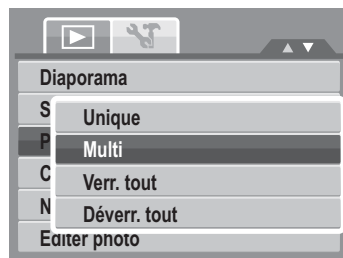 Diaporama
S
Unique
P
Multi
C
Verr. tout
N
Déverr. tout
Editer photo